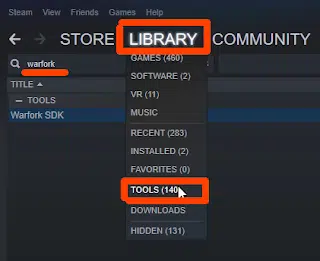 Steam View Friends Games Help
STORE LIBRARY COMMUNITY
warfork
GAMES (460)
TITLE
SOFTWARE (2)
VR (11)
TOOLS
Warfork SDK
MUSIC
RECENT (283)
INSTALLED (2)
FAVORITES (0)
TOOLS (140)
DOWNLOADS
HIDDEN (131)